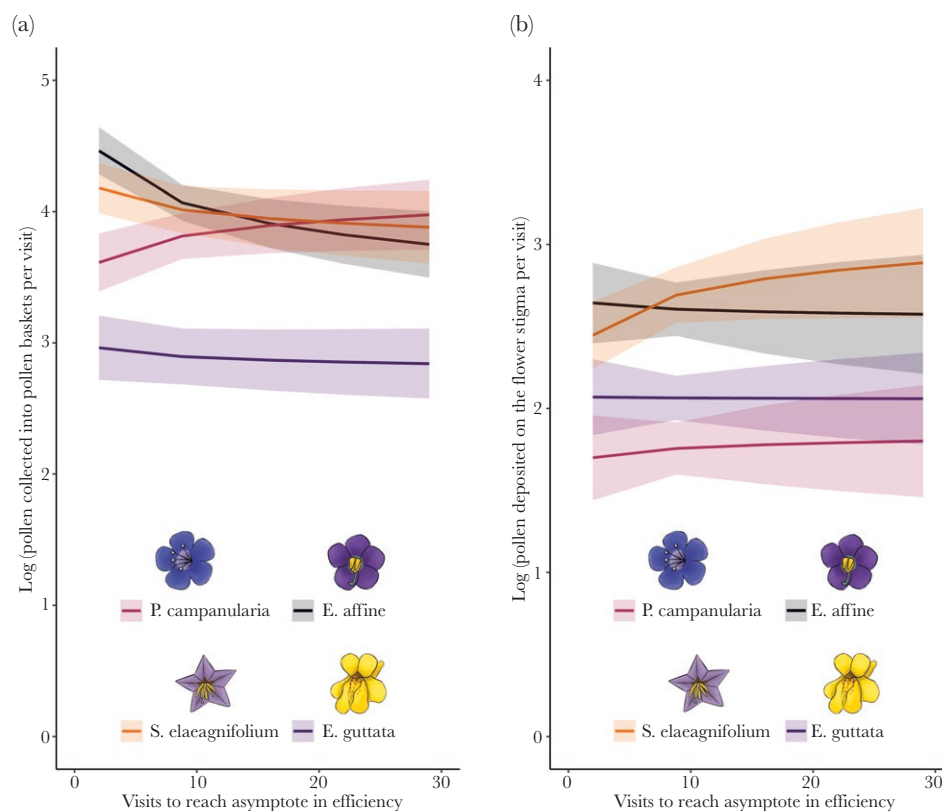 (a)
Log (pollen collected into pollen baskets per visit)
5
4
3
2
1
0
P. campanularia
E. affine
S. elaeagnifolium
E. guttata
0
10
20
30
Visits to reach asymptote in efficiency
(b)
Log (pollen deposited on the flower stigma per visit)
4
3
2
1
0
P. campanularia
E. affine
S. elaeagnifolium
E. guttata
0
10
20
30
Visits to reach asymptote in efficiency